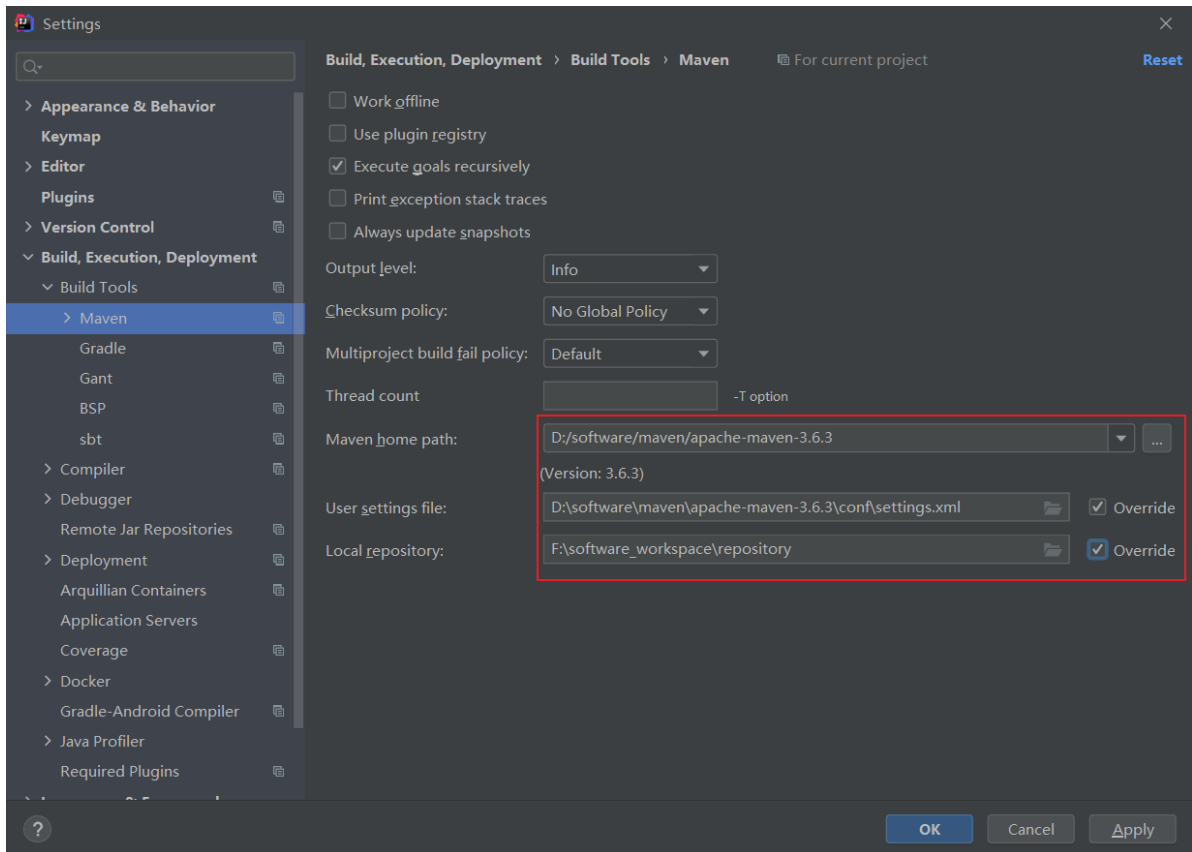 Settings
Appearance & Behavior
Keymap
Editor
Plugins
Version Control
Build, Execution, Deployment
Build Tools
Maven
Gradle
Gant
BSP
sbt
Compiler
Debugger
Remote Jar Repositories
Deployment
Arquillian Containers
Application Servers
Coverage
Docker
Gradle-Android Compiler
Java Profiler
Required Plugins
Build, Execution, Deployment › Build Tools › Maven For current project Reset
Work offline
Use plugin registry
Execute goals recursively
Print exception stack traces
Always update snapshots
Output level: Info
Checksum policy: No Global Policy
Multiproject build fail policy: Default
Thread count -T option
Maven home path: D:/software/maven/apache-maven-3.6.3 ...
(Version: 3.6.3)
User settings file: D:\software\maven\apache-maven-3.6.3\conf\settings.xml Override
Local repository: F:\software_workspace\repository Override
? OK Cancel Apply